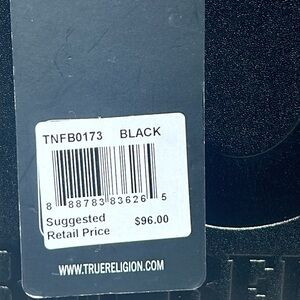 TNFB0173 BLACK
8 88783 83626 5
Suggested
Retail Price $96.00
WWW.TRUERELIGION.COM